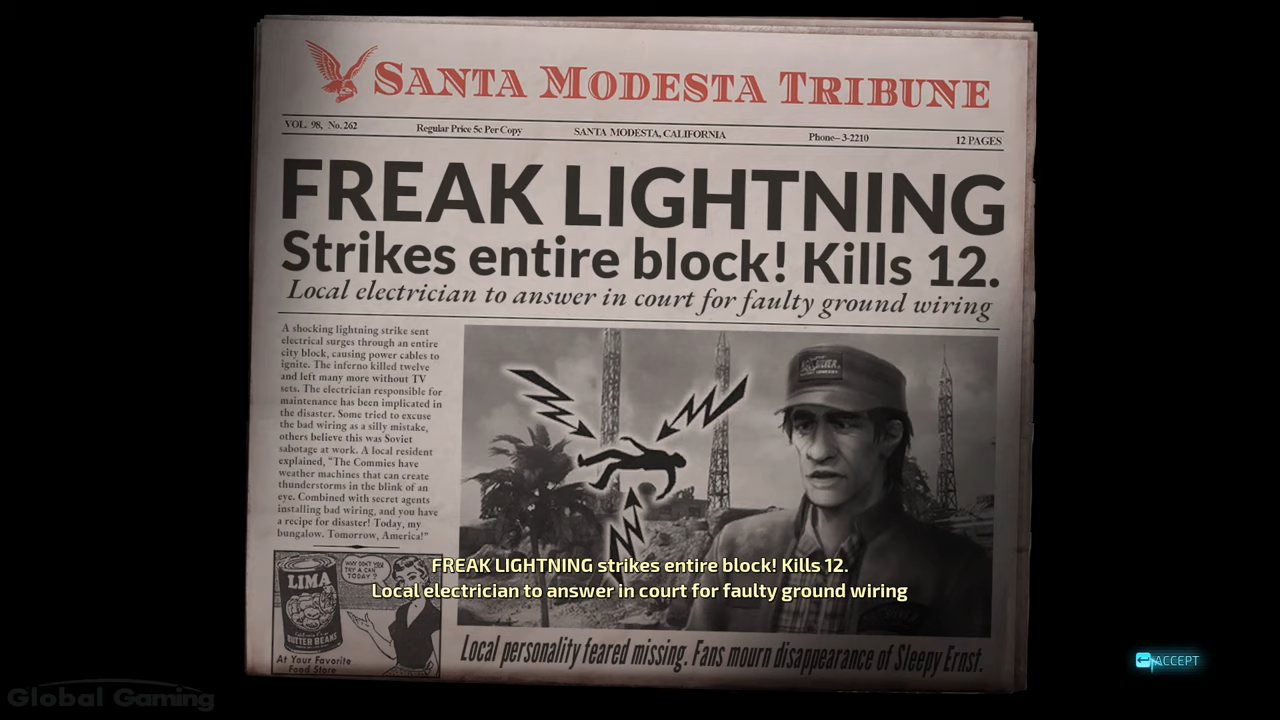 SANTA MODESTA TRIBUNE
VOL. 98, No. 262
Regular Price 5c Per Copy
SANTA MODESTA, CALIFORNIA
Phone–3-2210
12 PAGES
FREAK LIGHTNING
Strikes entire block! Kills 12.
Local electrician to answer in court for faulty ground wiring
A shocking lightning strike sent
electrical surges through an entire
city block, causing power cables to
ignite. The inferno killed twelve
and left many more without TV
sets. The electrician responsible for
maintenance has been implicated in
the disaster. Some tried to excuse
the bad wiring as a silly mistake,
others believe this was Soviet
sabotage at work. A local resident
explained, "The Commies have
weather machines that can create
thunderstorms in the blink of an
eye. Combined with secret agents
installing bad wiring, and you have
a recipe for disaster! Today, my
bungalow. Tomorrow, America!"
LIMA
BUTTER BEANS
WHY DON'T YOU
TRY A CAN
TODAY?
At Your Favorite
Food Store
FREAK LIGHTNING strikes entire block! Kills 12.
Local electrician to answer in court for faulty ground wiring
Local personality feared missing. Fans mourn disappearance of Sleepy Ernst.
ACCEPT
Global Gaming